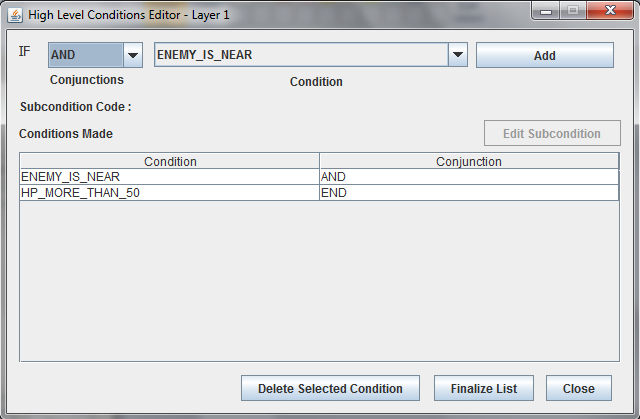 High Level Conditions Editor - Layer 1
IF AND ENEMY_IS_NEAR Add
Conjunctions Condition
Subcondition Code :
Conditions Made Edit Subcondition
Condition Conjunction
ENEMY_IS_NEAR AND
HP_MORE_THAN_50 END
Delete Selected Condition Finalize List Close